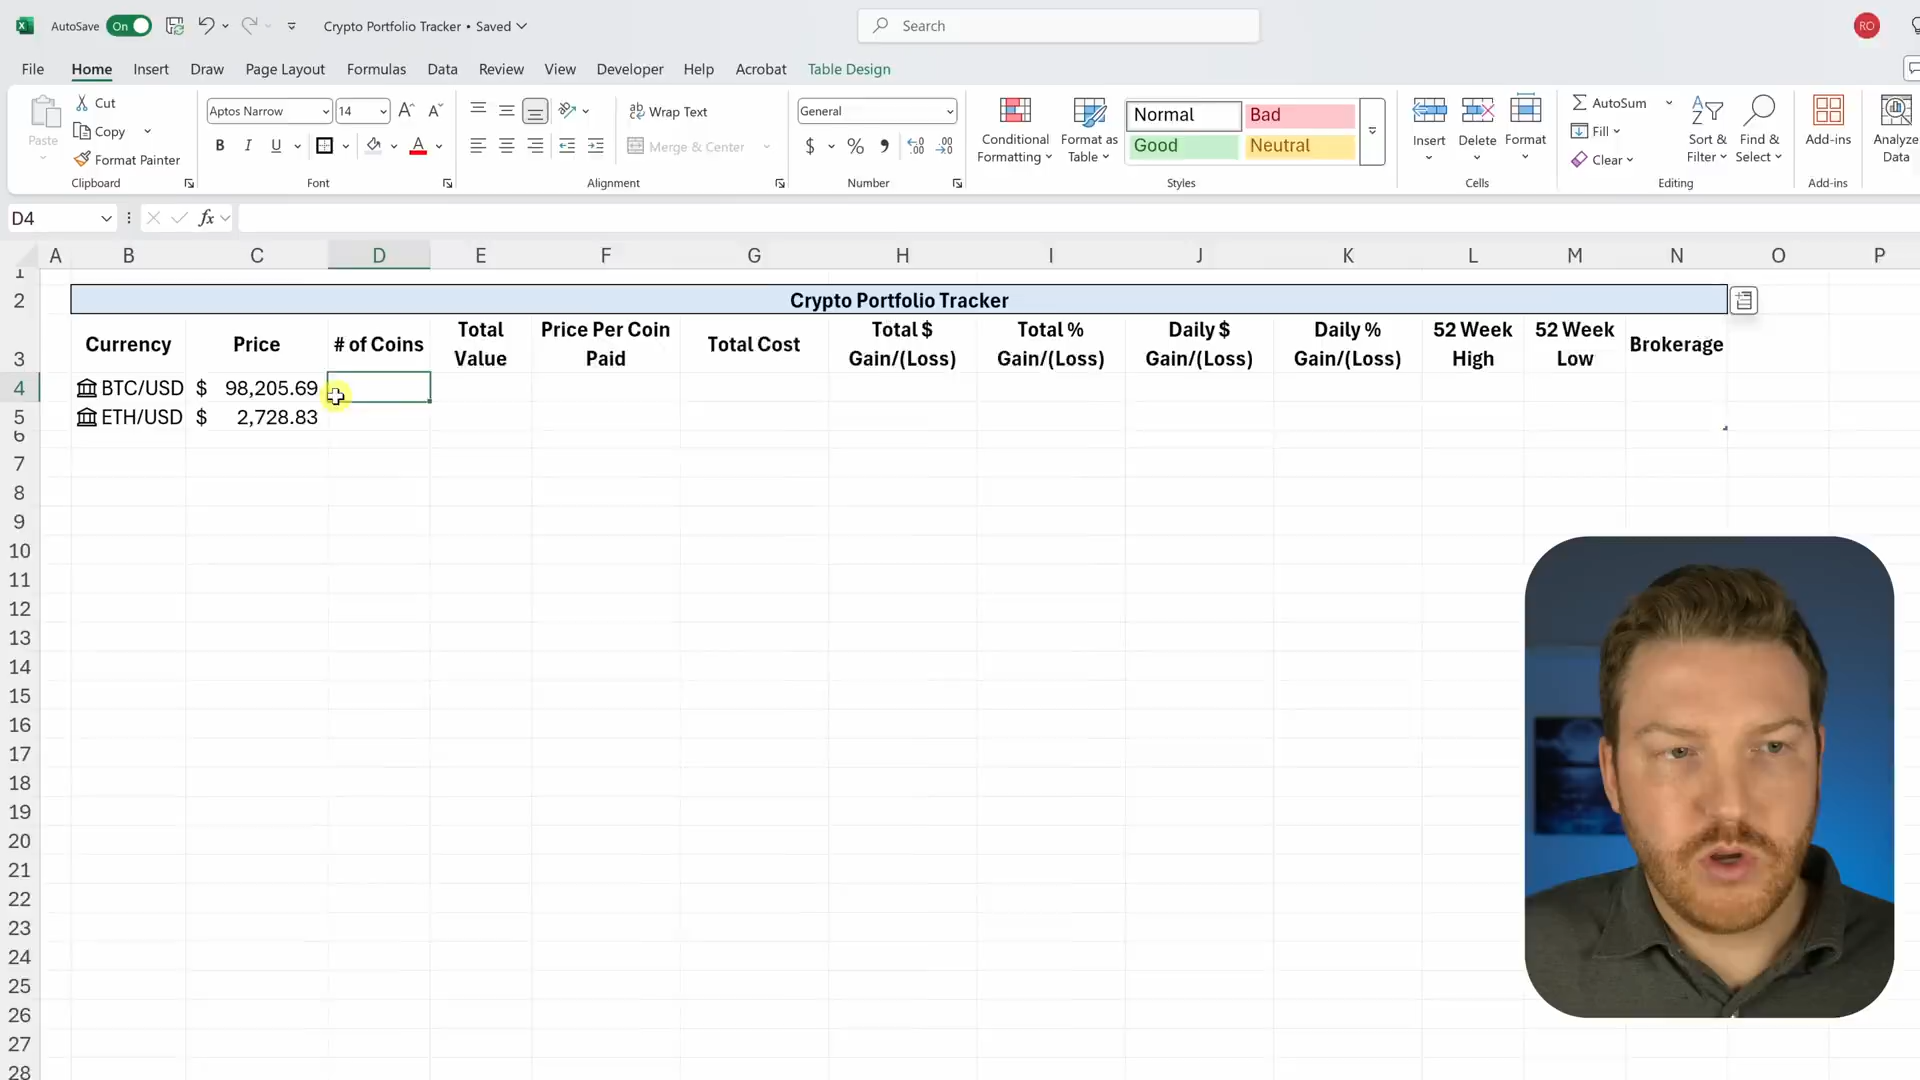 AutoSave On Crypto Portfolio Tracker • Saved Search RO
File Home Insert Draw Page Layout Formulas Data Review View Developer Help Acrobat Table Design
Paste Cut Copy Format Painter Clipboard
Aptos Narrow 14 B I U A Font
Wrap Text Merge & Center Alignment
General $ % , Number
Conditional Formatting Format as Table Normal Bad Good Neutral Styles
Insert Delete Format Cells
AutoSum Fill Clear Sort & Filter Find & Select Editing
Add-ins Add-ins
Analyze Data
D4 fx
A B C D E F G H I J K L M N O P
1
2 Crypto Portfolio Tracker
3 Currency Price # of Coins Total Value Price Per Coin Paid Total Cost Total $ Gain/(Loss) Total % Gain/(Loss) Daily $ Gain/(Loss) Daily % Gain/(Loss) 52 Week High 52 Week Low Brokerage
4 BTC/USD $ 98,205.69
5 ETH/USD $ 2,728.83
6
7
8
9
10
11
12
13
14
15
16
17
18
19
20
21
22
23
24
25
26
27
28